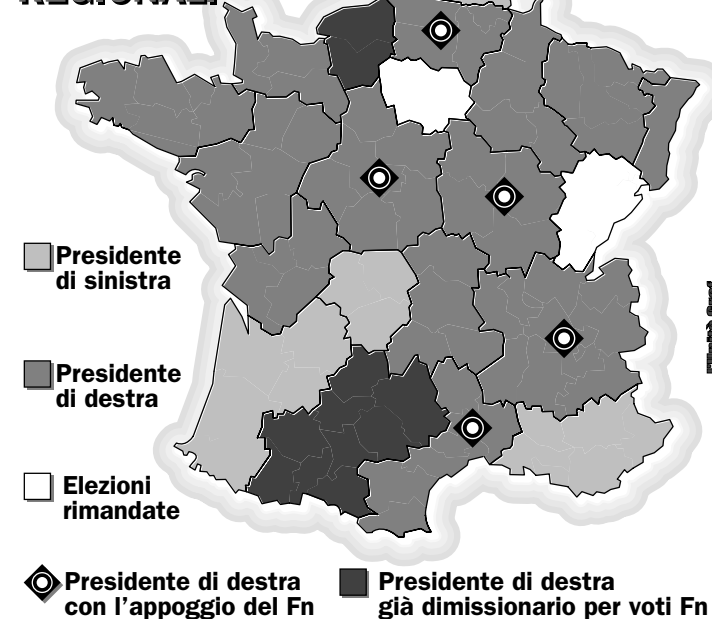 REGIONALI
Presidente
di sinistra
Presidente
di destra
Elezioni
rimandate
Presidente di destra
con l'appoggio del Fn
Presidente di destra
già dimissionario per voti Fn